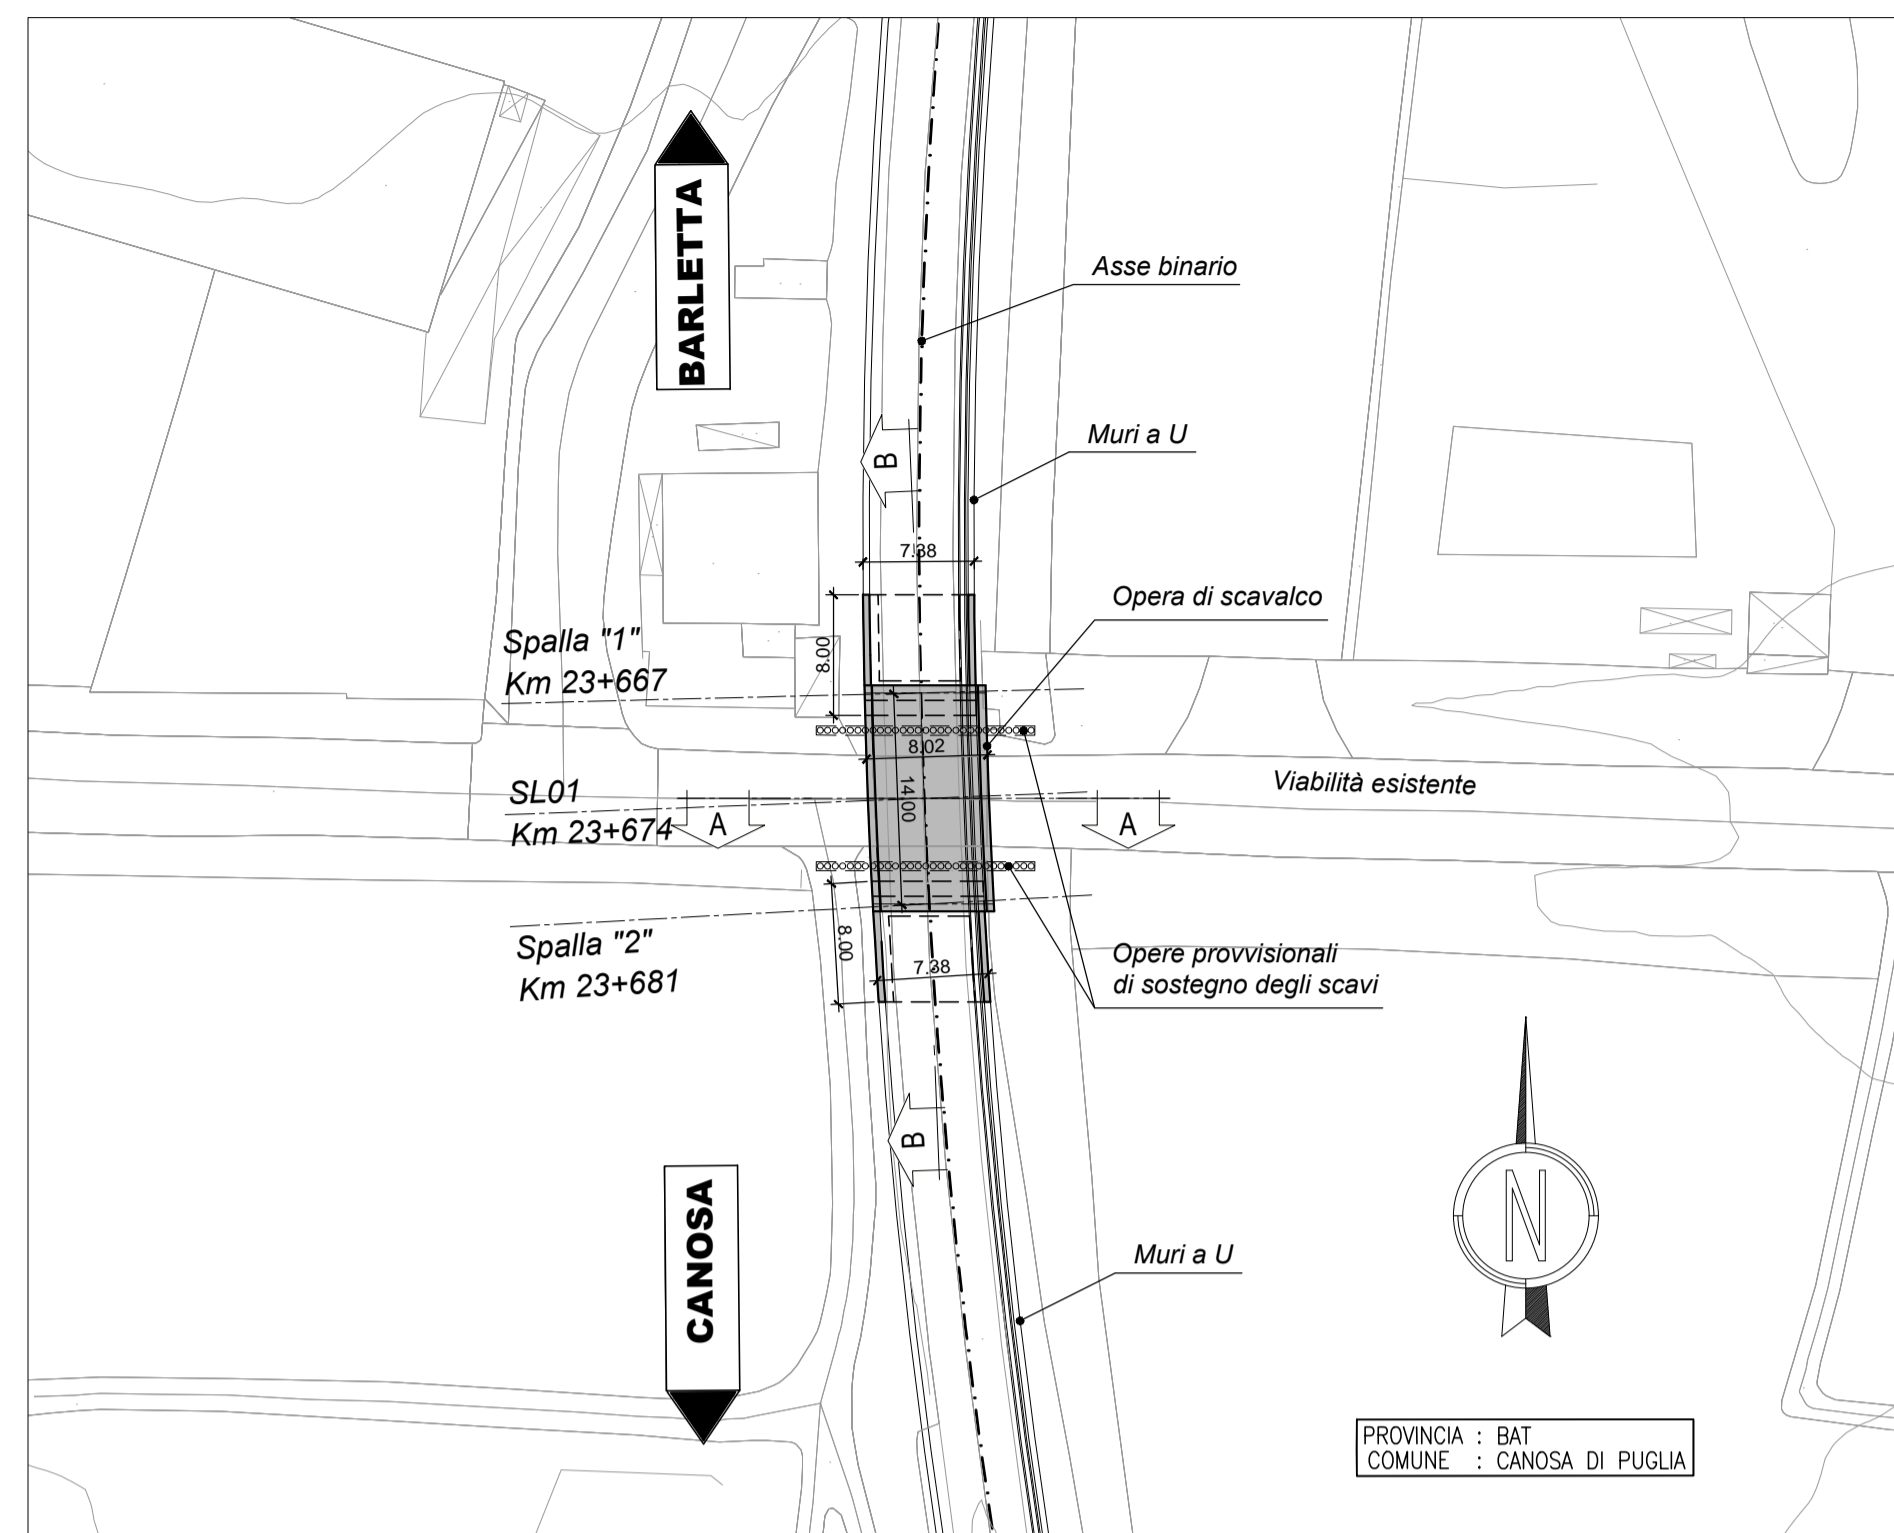 BARLETTA
Asse binario
Muri a U
B
7.38
Opera di scavalco
Spalla "1"
Km 23+667
8.00
8.02
Viabilità esistente
14.00
SL01
Km 23+674
A
A
Spalla "2"
Km 23+681
8.00
7.38
Opere provvisionali
di sostegno degli scavi
B
CANOSA
N
Muri a U
PROVINCIA : BAT
COMUNE : CANOSA DI PUGLIA